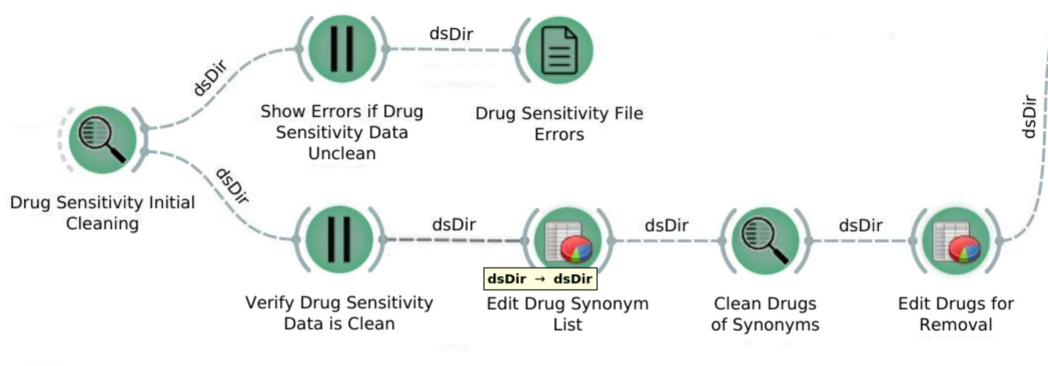 dsDir
dsDir
Show Errors if Drug
Sensitivity Data
Unclean
Drug Sensitivity File
Errors
dsDir
Drug Sensitivity Initial
Cleaning
dsDir
dsDir
dsDir
dsDir
dsDir → dsDir
Verify Drug Sensitivity
Data is Clean
Edit Drug Synonym
List
Clean Drugs
of Synonyms
Edit Drugs for
Removal